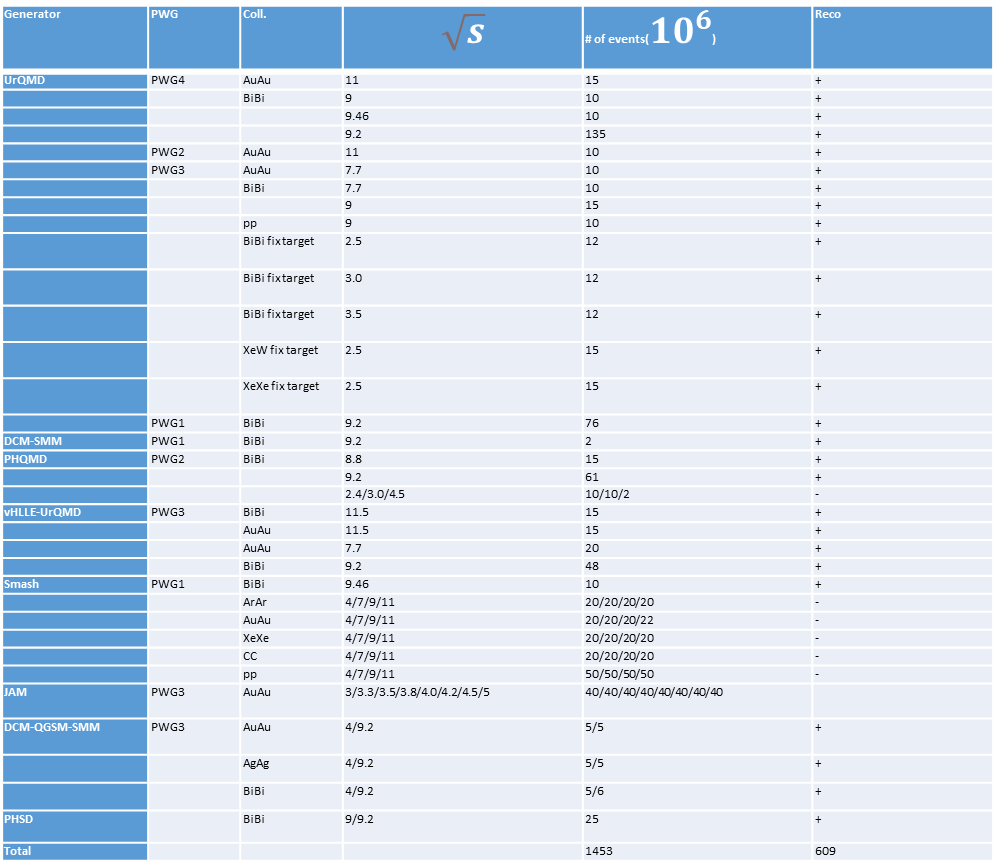 Generator PWG Coll. √s # of events(10⁶) Reco
UrQMD PWG4 AuAu 11 15 +
BiBi 9 10 +
9.46 10 +
9.2 135 +
PWG2 AuAu 11 10 +
PWG3 AuAu 7.7 10 +
BiBi 7.7 10 +
9 15 +
pp 9 10 +
BiBi fix target 2.5 12 +
BiBi fix target 3.0 12 +
BiBi fix target 3.5 12 +
XeW fix target 2.5 15 +
XeXe fix target 2.5 15 +
PWG1 BiBi 9.2 76 +
DCM-SMM PWG1 BiBi 9.2 2 +
PHQMD PWG2 BiBi 8.8 15 +
9.2 61 +
2.4/3.0/4.5 10/10/2 -
vHLLE-UrQMD PWG3 BiBi 11.5 15 +
AuAu 11.5 15 +
AuAu 7.7 20 +
BiBi 9.2 48 +
Smash PWG1 BiBi 9.46 10 +
ArAr 4/7/9/11 20/20/20/20 -
AuAu 4/7/9/11 20/20/20/22 -
XeXe 4/7/9/11 20/20/20/20 -
CC 4/7/9/11 20/20/20/20 -
pp 4/7/9/11 50/50/50/50 -
JAM PWG3 AuAu 3/3.3/3.5/3.8/4.0/4.2/4.5/5 40/40/40/40/40/40/40/40
DCM-QGSM-SMM PWG3 AuAu 4/9.2 5/5 +
AgAg 4/9.2 5/5 +
BiBi 4/9.2 5/6 +
PHSD BiBi 9/9.2 25 +
Total 1453 609